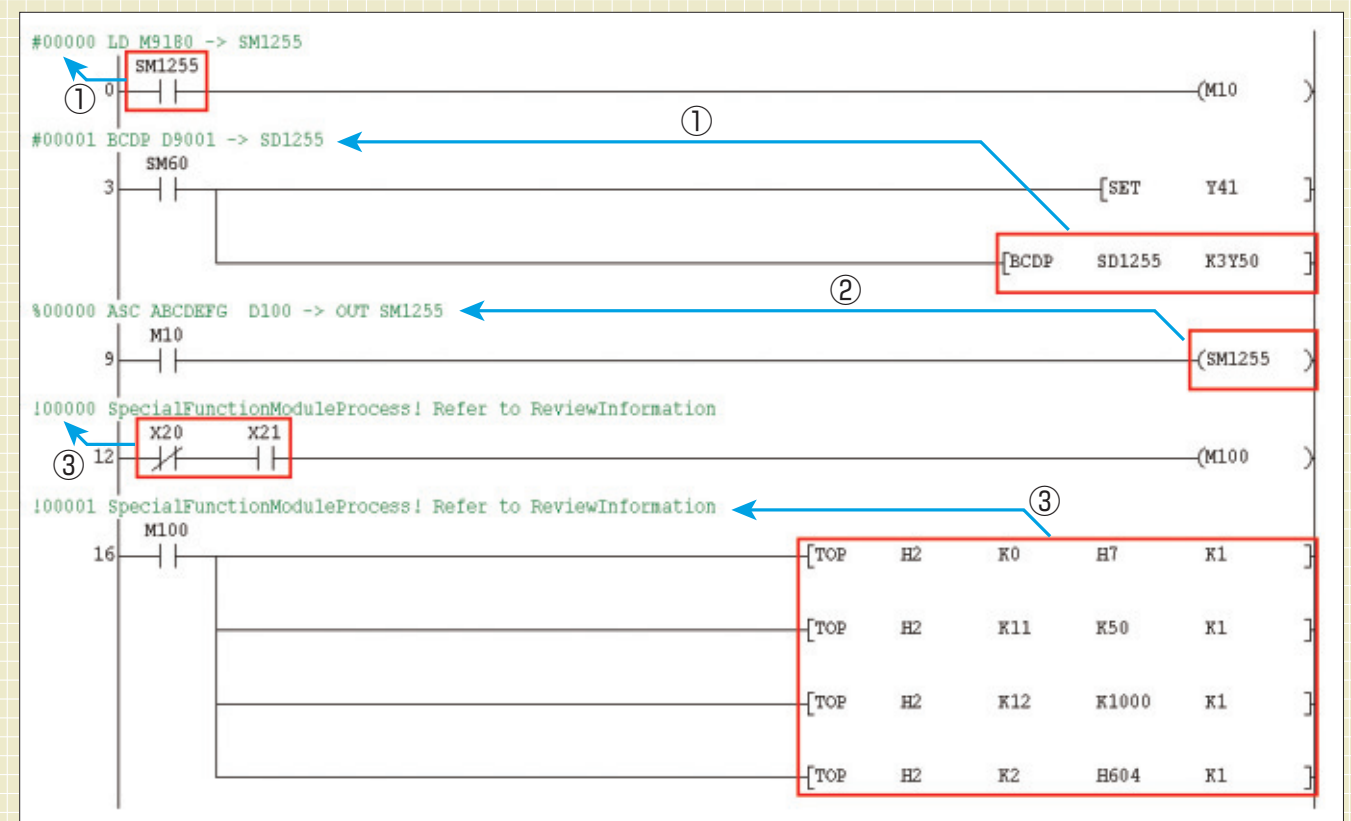 #00000 LD M9180 -> SM1255
SM1255
① 0 (M10 )
①
#00001 BCDP D9001 -> SD1255
SM60
3 [SET Y41 ]
[BCDP SD1255 K3Y50 ]
②
%00000 ASC ABCDEFG D100 -> OUT SM1255
M10
9 (SM1255 )
!00000 SpecialFunctionModuleProcess! Refer to ReviewInformation
X20 X21
③ 12 (M100 )
!00001 SpecialFunctionModuleProcess! Refer to ReviewInformation
③
M100
16 [TOP H2 K0 H7 K1 ]
[TOP H2 K11 K50 K1 ]
[TOP H2 K12 K1000 K1 ]
[TOP H2 K2 H604 K1 ]